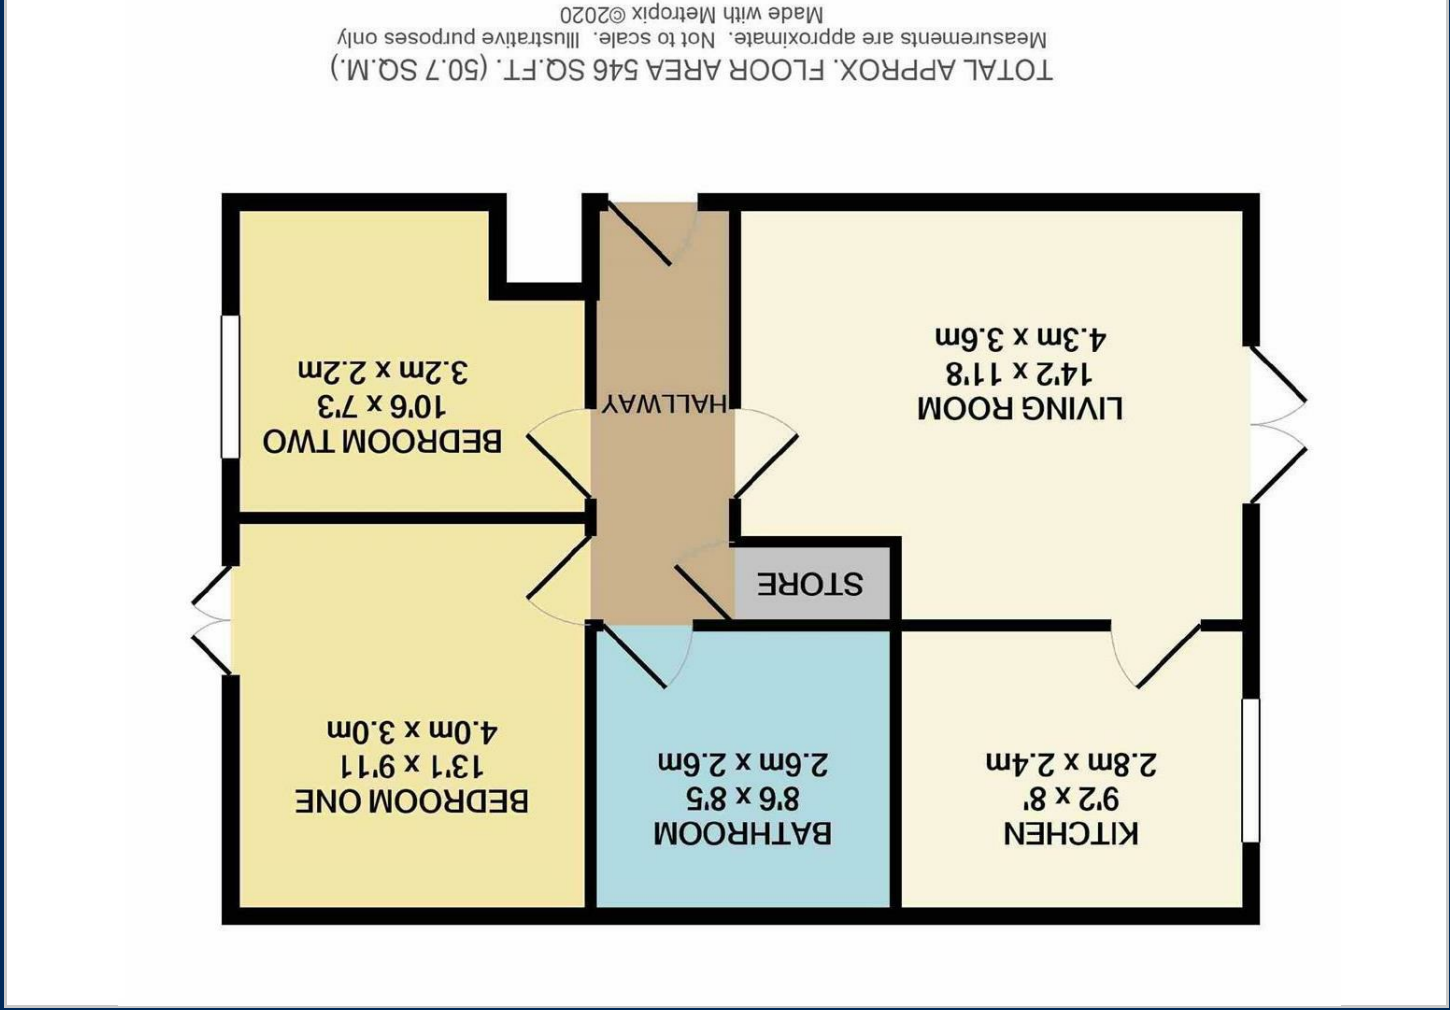 KITCHEN
9'2 x 8'
2.8m x 2.4m
BATHROOM
8'6 x 8'5
2.6m x 2.6m
BEDROOM ONE
13'1 x 9'11
4.0m x 3.0m
STORE
LIVING ROOM
14'2 x 11'8
4.3m x 3.6m
HALLWAY
BEDROOM TWO
10'6 x 7'3
3.2m x 2.2m
TOTAL APPROX. FLOOR AREA 546 SQ.FT. (50.7 SQ.M.)
Measurements are approximate. Not to scale. Illustrative purposes only
Made with Metropix ©2020